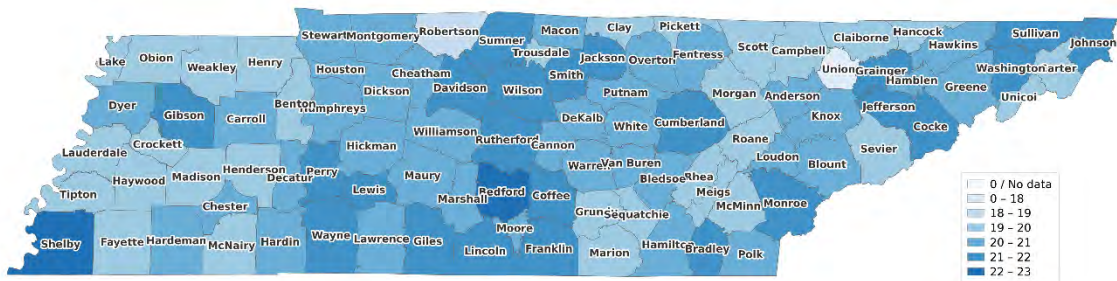 Stewart Montgomery Robertson Sumner Macon Clay Pickett Claiborne Hancock Sullivan
Lake Obion Weakley Henry Trousdale Jackson Overton Fentress Scott Campbell Hawkins Johnson
Houston Cheatham Davidson Wilson Smith Union Grainger Hamblen Washington Carter
Dyer Gibson Carroll Benton Humphreys Dickson Putnam Morgan Anderson Jefferson Greene Unicoi
Crockett Williamson Rutherford DeKalb White Cumberland Knox Cocke
Lauderdale Hickman Cannon Roane
Tipton Haywood Madison Henderson Decatur Perry Lewis Maury Marshall Bedford Coffee Warren Van Buren Bledsoe Rhea Loudon Blount Sevier
Chester Moore Grundy Sequatchie Meigs McMinn Monroe
Shelby Fayette Hardeman McNairy Hardin Wayne Lawrence Giles Lincoln Franklin Marion Hamilton Bradley Polk
0 / No data
0 – 18
18 – 19
19 – 20
20 – 21
21 – 22
22 – 23